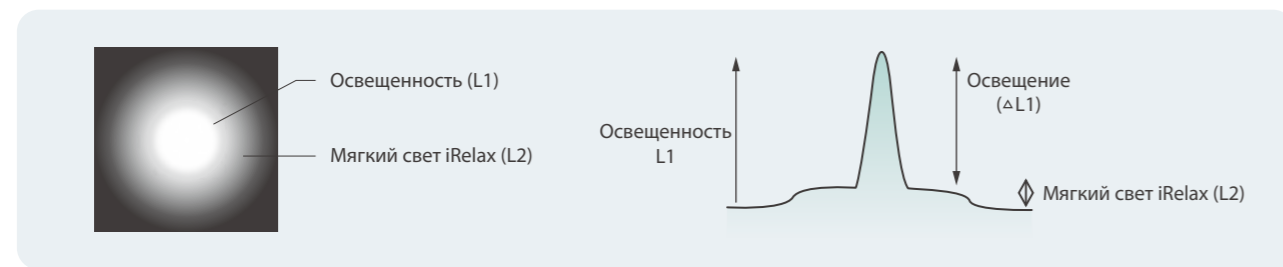 Освещенность (L1)
Мягкий свет iRelax (L2)
Освещенность
L1
Освещение
(△L1)
Мягкий свет iRelax (L2)